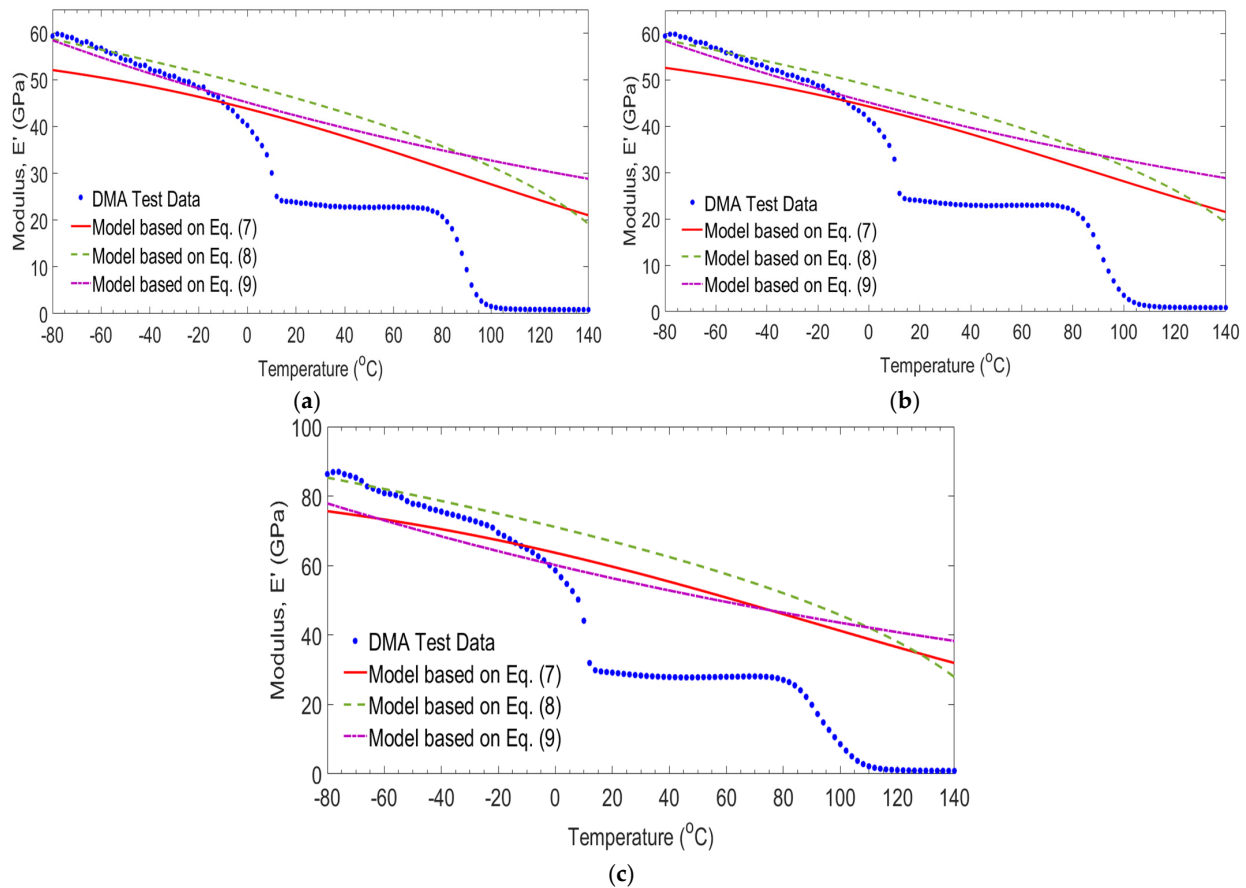 60
50
40
30
20
10
0
Modulus, E' (GPa)
DMA Test Data
Model based on Eq. (7)
Model based on Eq. (8)
Model based on Eq. (9)
-80 -60 -40 -20 0 20 40 60 80 100 120 140
Temperature (°C)
(a)
60
50
40
30
20
10
0
Modulus, E' (GPa)
DMA Test Data
Model based on Eq. (7)
Model based on Eq. (8)
Model based on Eq. (9)
-80 -60 -40 -20 0 20 40 60 80 100 120 140
Temperature (°C)
(b)
100
80
60
40
20
0
Modulus, E' (GPa)
DMA Test Data
Model based on Eq. (7)
Model based on Eq. (8)
Model based on Eq. (9)
-80 -60 -40 -20 0 20 40 60 80 100 120 140
Temperature (°C)
(c)